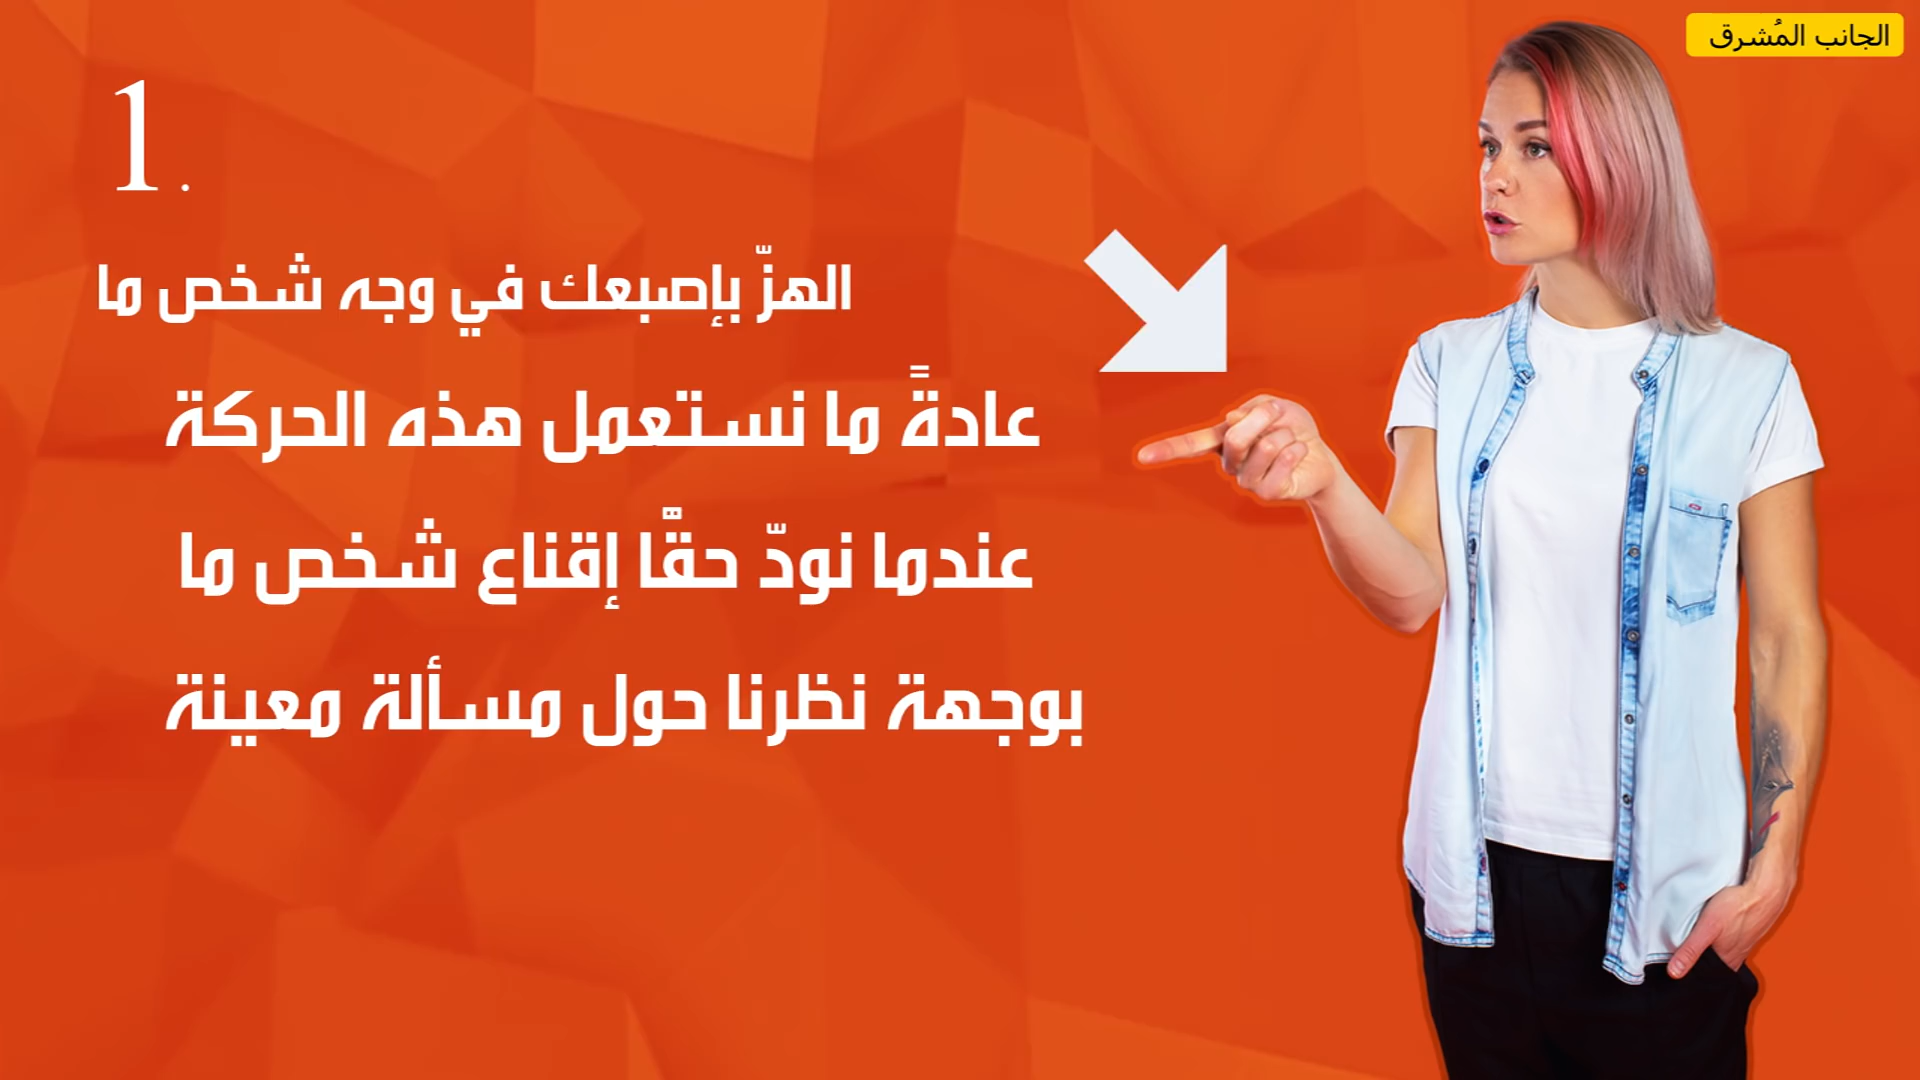 الجانب المُشرق
1.
الهزّ بإصبعك في وجه شخص ما
عادةً ما نستعمل هذه الحركة
عندما نودّ حقًا إقناع شخص ما
بوجهة نظرنا حول مسألة معينة